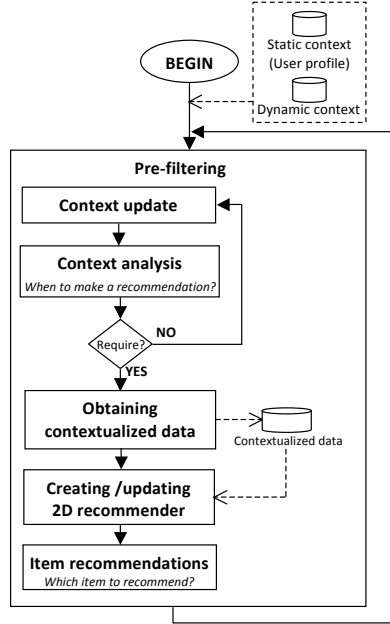 Static context
(User profile)
BEGIN
Dynamic context
Pre-filtering
Context update
Context analysis
When to make a recommendation?
NO
Require?
YES
Obtaining
contextualized data
Contextualized data
Creating /updating
2D recommender
Item recommendations
Which item to recommend?